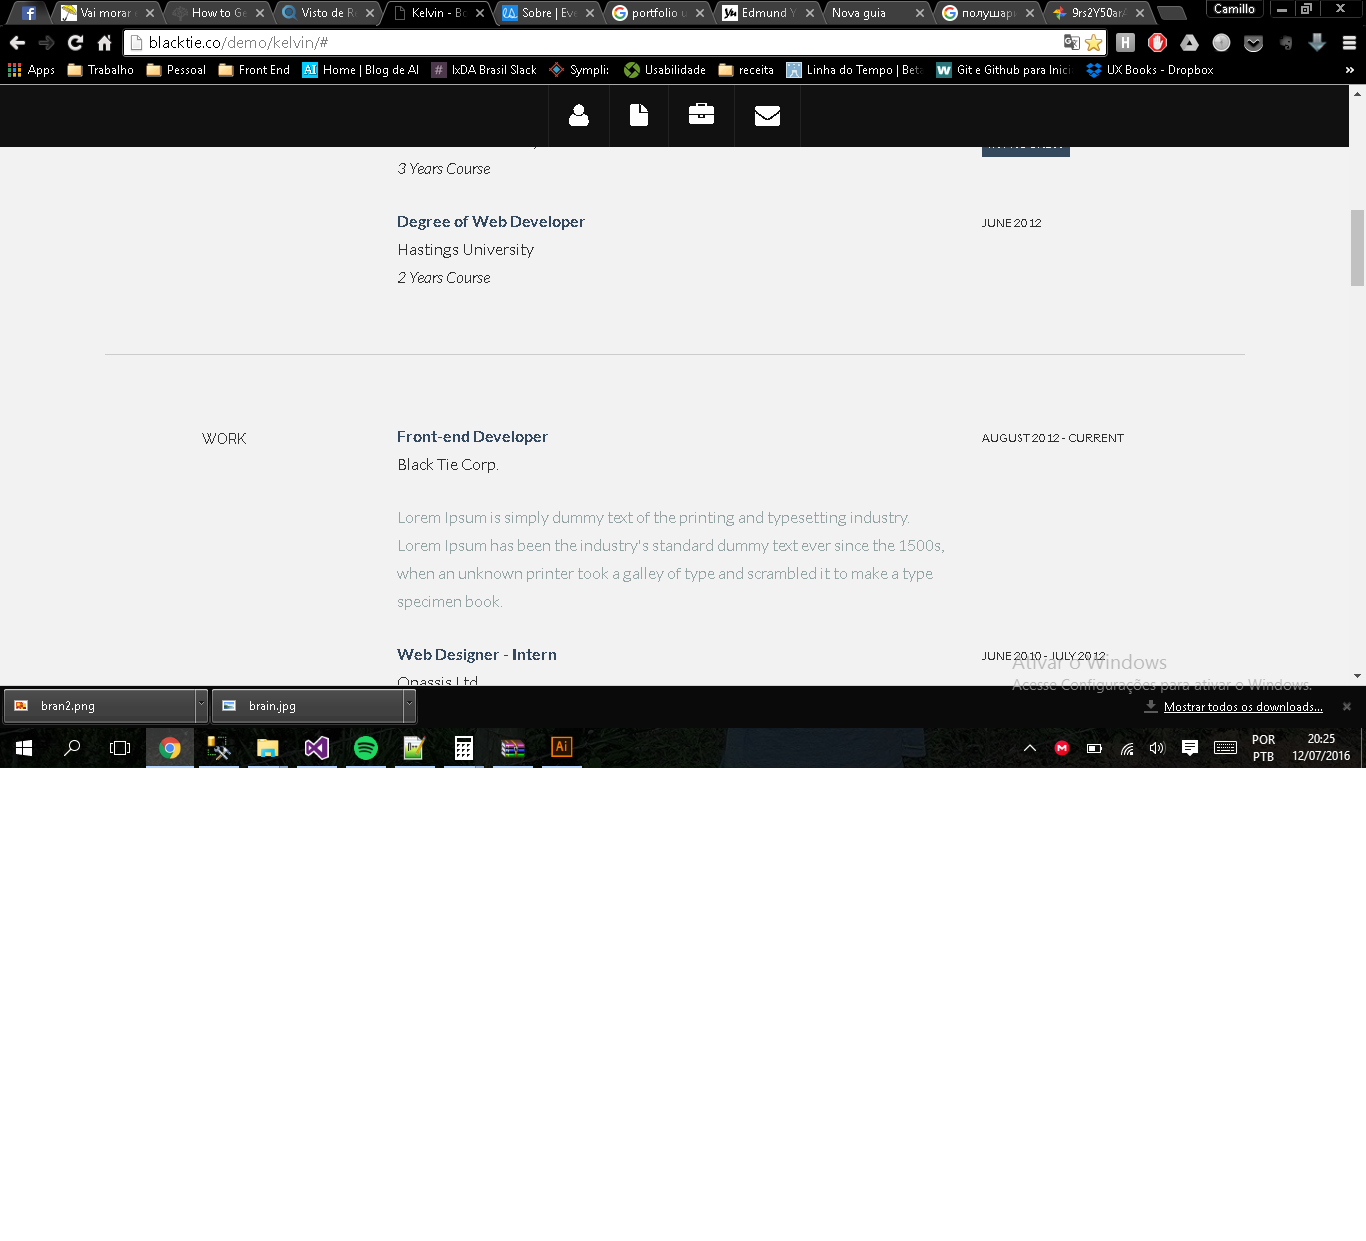 Vai morar
How to Ge
Visto de R
Kelvin - Bo
Sobre | Eve
portfolio u
Edmund Y
Nova guia
полушари
9rs2Y50ar
Camillo
blacktie.co/demo/kelvin/#
Apps
Trabalho
Pessoal
Front End
Home | Blog de AI
IxDA Brasil Slack
Sympli:
Usabilidade
receita
Linha do Tempo | Beta
Git e Github para Inici
UX Books - Dropbox
»
3 Years Course
Degree of Web Developer
JUNE 2012
Hastings University
2 Years Course
WORK
Front-end Developer
AUGUST 2012 - CURRENT
Black Tie Corp.
Lorem Ipsum is simply dummy text of the printing and typesetting industry.
Lorem Ipsum has been the industry's standard dummy text ever since the 1500s,
when an unknown printer took a galley of type and scrambled it to make a type
specimen book.
Web Designer - Intern
JUNE 2010 - JULY 2012
Onassis Ltd.
Ativar o Windows
Acesse Configurações para ativar o Windows.
bran2.png
brain.jpg
Mostrar todos os downloads...
Ai
POR
PTB
20:25
12/07/2016